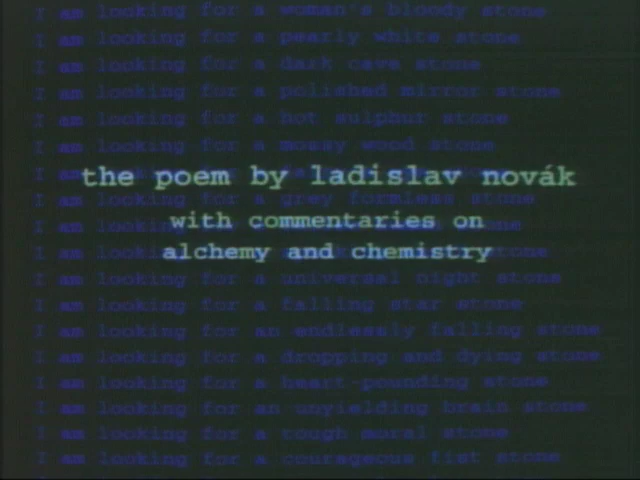 I am looking for a woman's bloody stone
I am looking for a pearly white stone
I am looking for a dark cave stone
I am looking for a polished mirror stone
I am looking for a hot sulphur stone
I am looking for a mossy wood stone
the poem by ladislav novák
I am looking for a grey formless stone
with commentaries on
I am
alchemy and chemistry
I am stone
I am looking for a universal night stone
I am looking for a falling star stone
I am looking for an endlessly falling stone
I am looking for a dropping and dying stone
I am looking for a heart-pounding stone
I am looking for an unyielding brain stone
I am looking for a rough moral stone
I am looking for a courageous fist stone